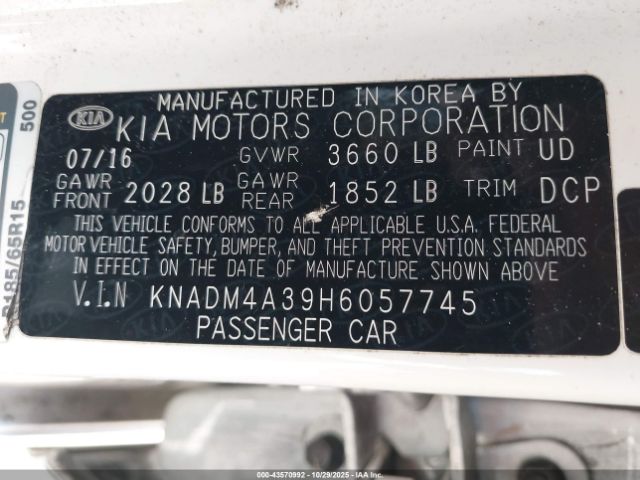 MANUFACTURED IN KOREA BY
KIA KIA MOTORS CORPORATION
07/16 GVWR 3660 LB PAINT UD
GAWR FRONT 2028 LB GAWR REAR 1852 LB TRIM DCP
THIS VEHICLE CONFORMS TO ALL APPLICABLE U.S.A. FEDERAL
MOTOR VEHICLE SAFETY, BUMPER, AND THEFT PREVENTION STANDARDS
IN EFFECT ON THE DATE OF MANUFACTURE SHOWN ABOVE
V.I.N KNADM4A39H6057745
PASSENGER CAR
500
P185/65R15
000-43570992 - 10/29/2025 - IAAI.COM